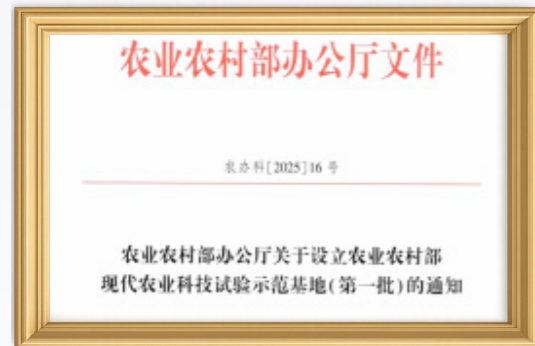 农业农村部办公厅文件
农办科[2025]16 号
农业农村部办公厅关于设立农业农村部
现代农业科技试验示范基地(第一批)的通知